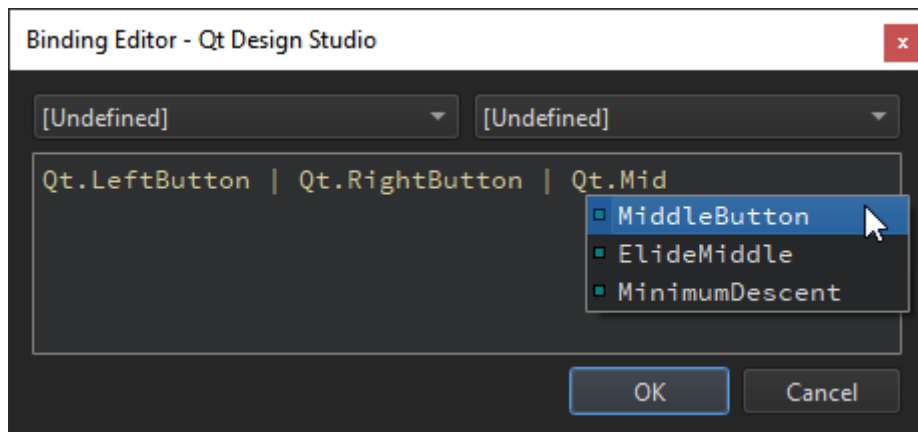 Binding Editor - Qt Design Studio
x
[Undefined] [Undefined]
Qt.LeftButton | Qt.RightButton | Qt.Mid
MiddleButton
ElideMiddle
MinimumDescent
OK Cancel